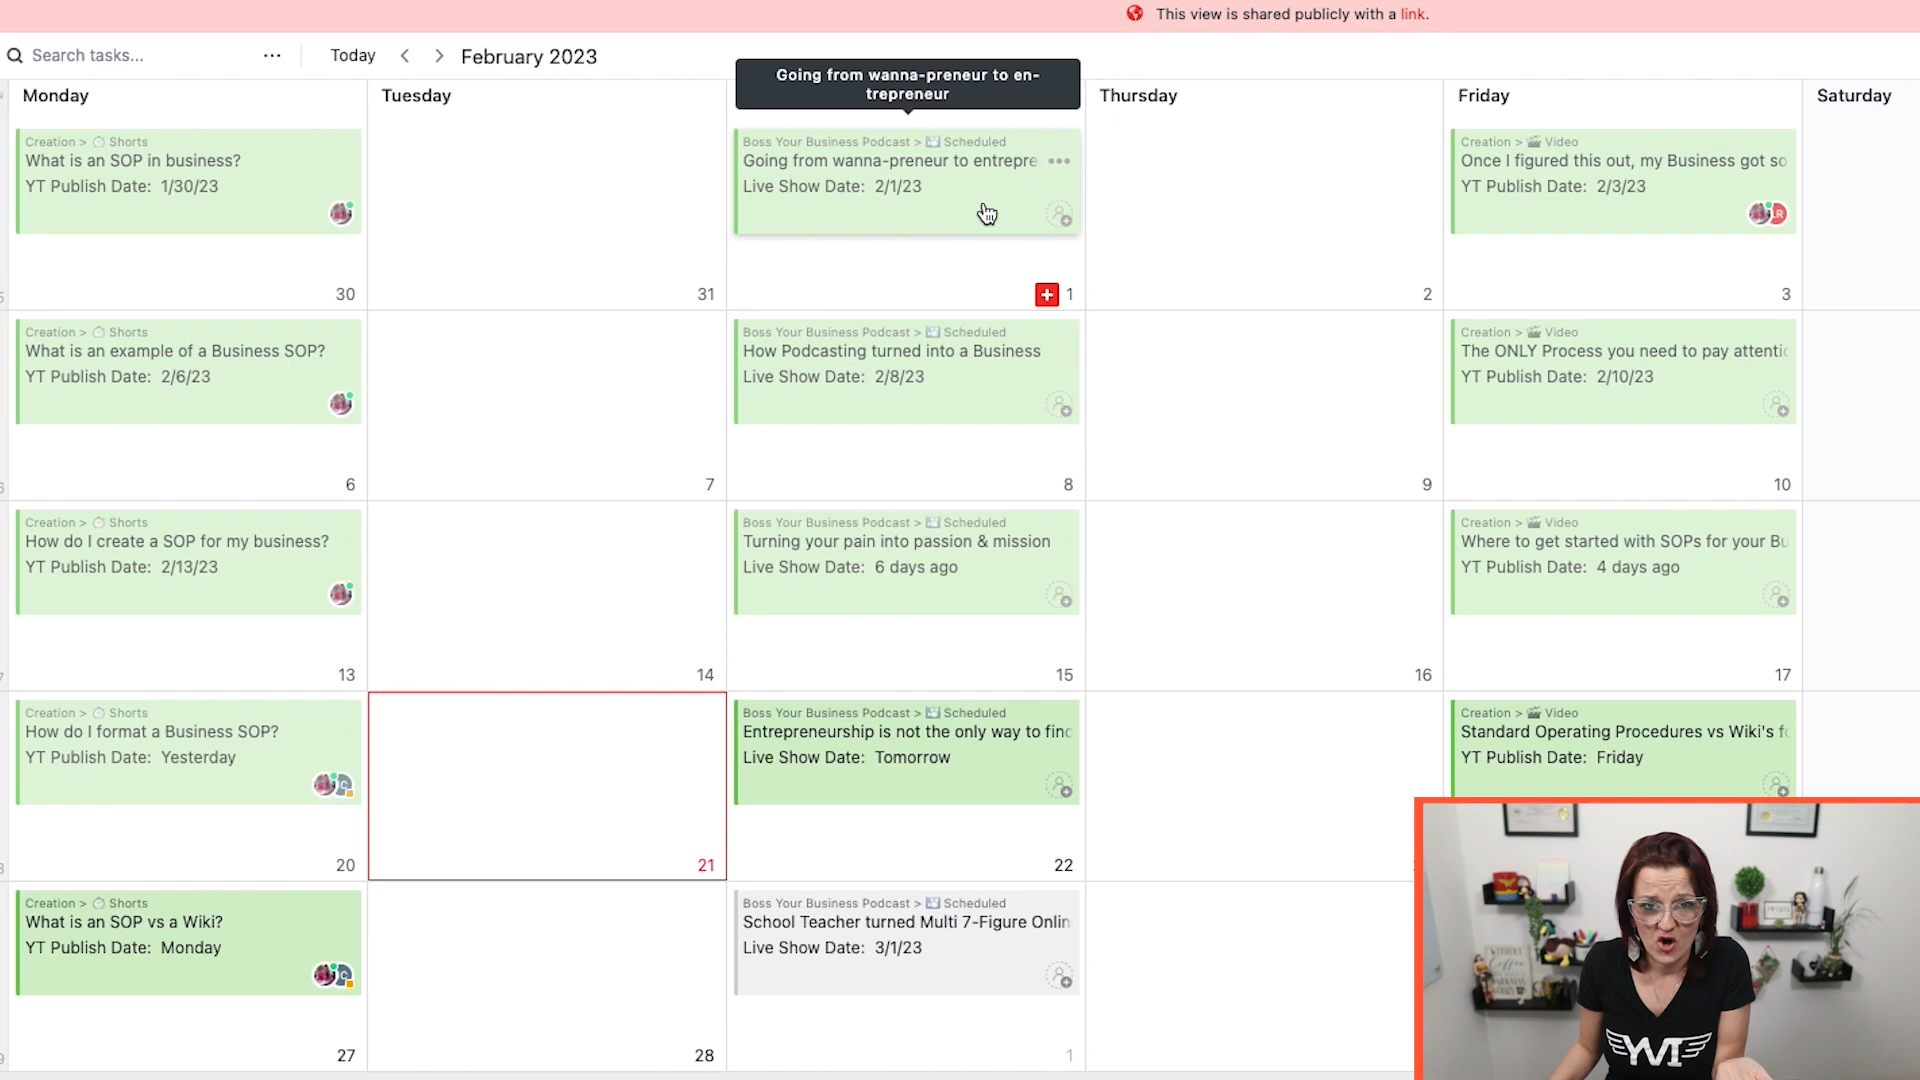 This view is shared publicly with a link.
Search tasks...
Today
February 2023
Going from wanna-preneur to en-
trepreneur
Monday
Tuesday
Thursday
Friday
Saturday
Creation > Shorts
What is an SOP in business?
YT Publish Date: 1/30/23
30
31
Boss Your Business Podcast > Scheduled
Going from wanna-preneur to entrepre
Live Show Date: 2/1/23
1
2
Creation > Video
Once I figured this out, my Business got so
YT Publish Date: 2/3/23
R
3
Creation > Shorts
What is an example of a Business SOP?
YT Publish Date: 2/6/23
6
7
Boss Your Business Podcast > Scheduled
How Podcasting turned into a Business
Live Show Date: 2/8/23
8
9
Creation > Video
The ONLY Process you need to pay attentic
YT Publish Date: 2/10/23
10
Creation > Shorts
How do I create a SOP for my business?
YT Publish Date: 2/13/23
13
14
Boss Your Business Podcast > Scheduled
Turning your pain into passion & mission
Live Show Date: 6 days ago
15
16
Creation > Video
Where to get started with SOPs for your Bu
YT Publish Date: 4 days ago
17
Creation > Shorts
How do I format a Business SOP?
YT Publish Date: Yesterday
C
20
21
Boss Your Business Podcast > Scheduled
Entrepreneurship is not the only way to find
Live Show Date: Tomorrow
22
Creation > Video
Standard Operating Procedures vs Wiki's fo
YT Publish Date: Friday
Creation > Shorts
What is an SOP vs a Wiki?
YT Publish Date: Monday
C
27
28
Boss Your Business Podcast > Scheduled
School Teacher turned Multi 7-Figure Onlin
Live Show Date: 3/1/23
1
WITHOUT
Coffee
YVI